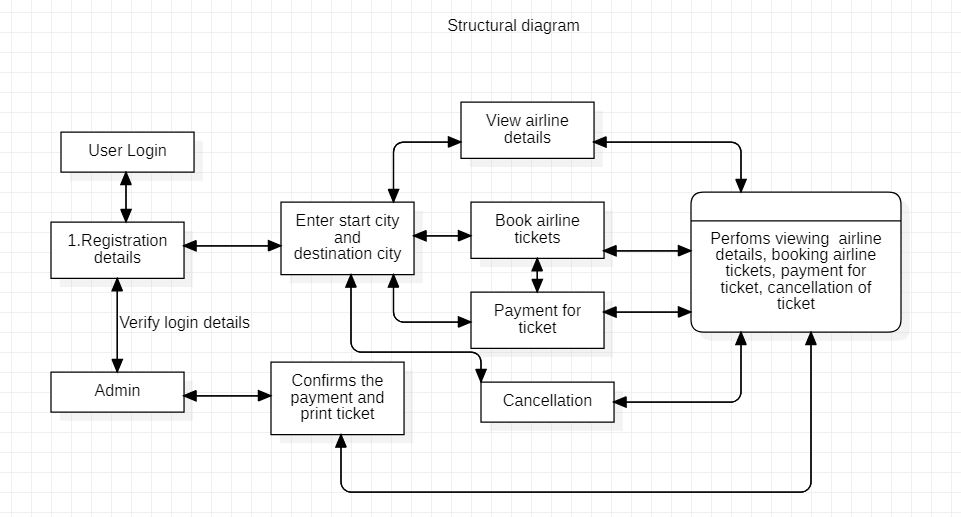 Structural diagram
View airline
details
User Login
1.Registration
details
Enter start city
and
destination city
Book airline
tickets
Perfoms viewing  airline
details, booking airline
tickets, payment for
ticket, cancellation of
ticket
Payment for
ticket
Verify login details
Admin
Confirms the
payment and
print ticket
Cancellation